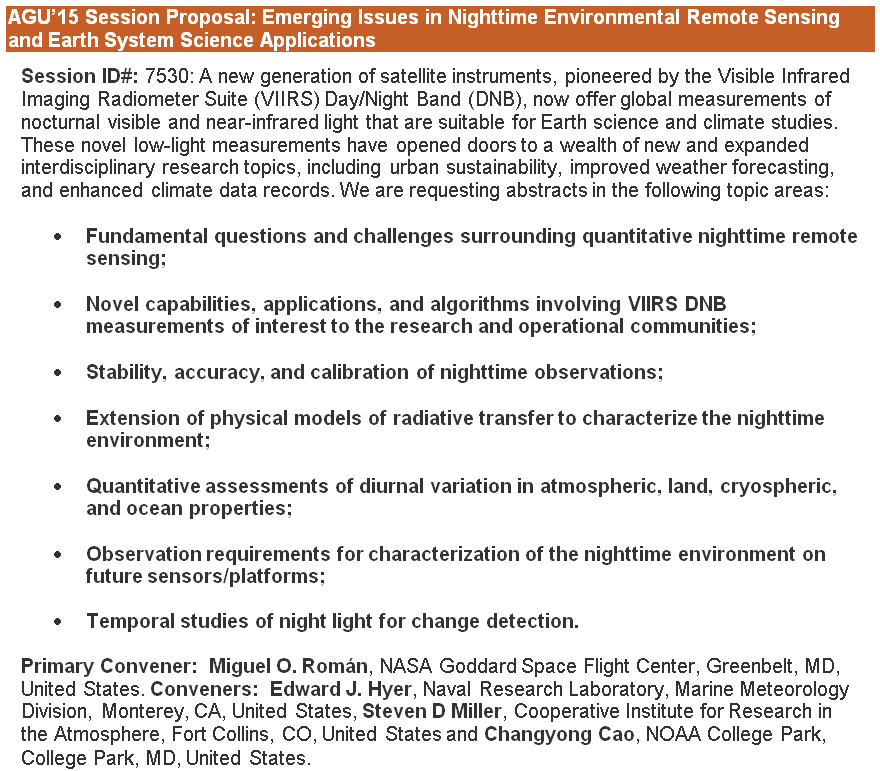 AGU’15 Session Proposal: Emerging Issues in Nighttime Environmental Remote Sensing
and Earth System Science Applications
Session ID#: 7530: A new generation of satellite instruments, pioneered by the Visible Infrared
Imaging Radiometer Suite (VIIRS) Day/Night Band (DNB), now offer global measurements of
nocturnal visible and near-infrared light that are suitable for Earth science and climate studies.
These novel low-light measurements have opened doors to a wealth of new and expanded
interdisciplinary research topics, including urban sustainability, improved weather forecasting,
and enhanced climate data records. We are requesting abstracts in the following topic areas:
• Fundamental questions and challenges surrounding quantitative nighttime remote
sensing;
• Novel capabilities, applications, and algorithms involving VIIRS DNB
measurements of interest to the research and operational communities;
• Stability, accuracy, and calibration of nighttime observations;
• Extension of physical models of radiative transfer to characterize the nighttime
environment;
• Quantitative assessments of diurnal variation in atmospheric, land, cryospheric,
and ocean properties;
• Observation requirements for characterization of the nighttime environment on
future sensors/platforms;
• Temporal studies of night light for change detection.
Primary Convener: Miguel O. Román, NASA Goddard Space Flight Center, Greenbelt, MD,
United States. Conveners: Edward J. Hyer, Naval Research Laboratory, Marine Meteorology
Division, Monterey, CA, United States, Steven D Miller, Cooperative Institute for Research in
the Atmosphere, Fort Collins, CO, United States and Changyong Cao, NOAA College Park,
College Park, MD, United States.